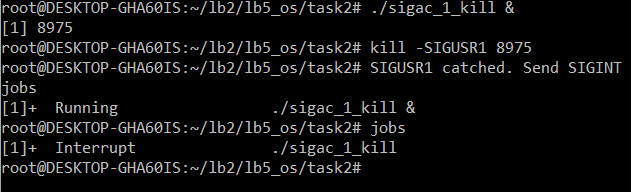 root@DESKTOP-GHA60IS:~/lb2/lb5_os/task2# ./sigac_1_kill &
[1] 8975
root@DESKTOP-GHA60IS:~/lb2/lb5_os/task2# kill -SIGUSR1 8975
root@DESKTOP-GHA60IS:~/lb2/lb5_os/task2# SIGUSR1 catched. Send SIGINT
jobs
[1]+  Running                 ./sigac_1_kill &
root@DESKTOP-GHA60IS:~/lb2/lb5_os/task2# jobs
[1]+  Interrupt               ./sigac_1_kill
root@DESKTOP-GHA60IS:~/lb2/lb5_os/task2#